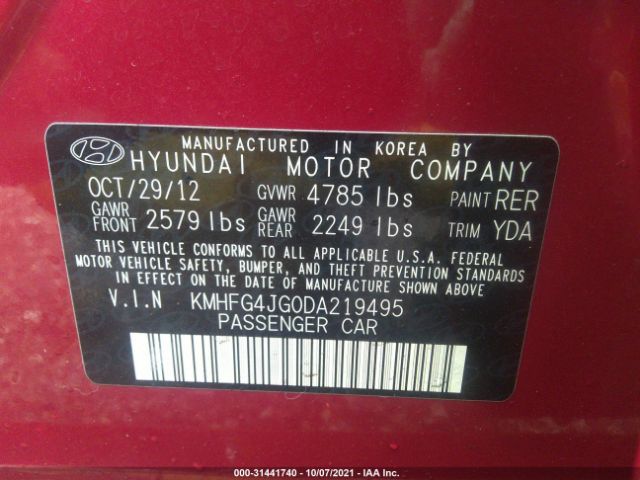 MANUFACTURED IN KOREA BY
HYUNDAI MOTOR COMPANY
OCT/29/12 GVWR 4785 lbs PAINT RER
GAWR FRONT 2579 lbs GAWR REAR 2249 lbs TRIM YDA
THIS VEHICLE CONFORMS TO ALL APPLICABLE U.S.A. FEDERAL
MOTOR VEHICLE SAFETY, BUMPER, AND THEFT PREVENTION STANDARDS
IN EFFECT ON THE DATE OF MANUFACTURE SHOWN ABOVE.
V.I.N KMHFG4JG0DA219495
PASSENGER CAR
000-31441740 - 10/07/2021 - IAA Inc.